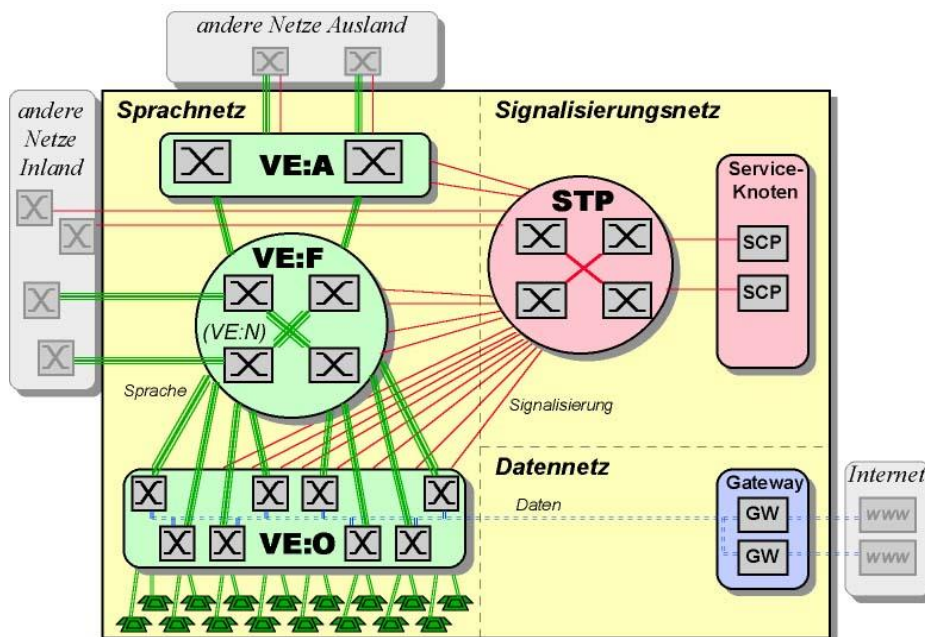 andere Netze Ausland
andere
Netze
Inland
Sprachnetz
VE:A
VE:F
(VE:N)
Sprache
VE:O
Signalisierungsnetz
STP
Service-
Knoten
SCP
SCP
Signalisierung
Datennetz
Daten
Gateway
GW
GW
Internet
www
www